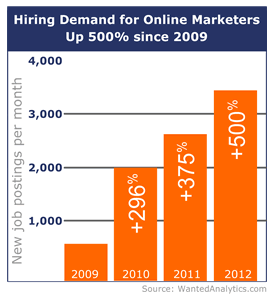 Hiring Demand for Online Marketers
Up 500% since 2009
New job postings per month
4,000
3,000
2,000
1,000
+296%
+375%
+500%
2009 2010 2011 2012
Source: WantedAnalytics.com